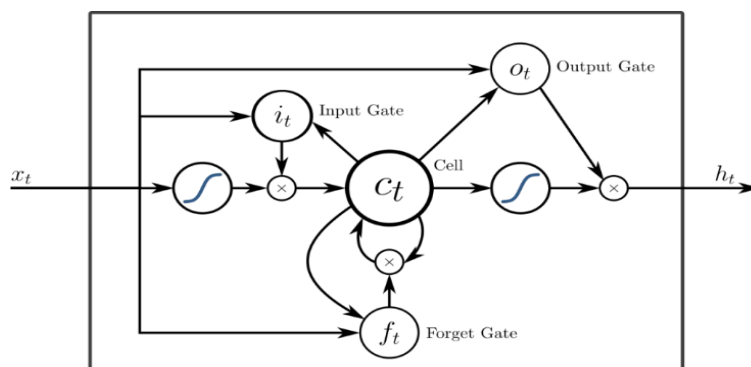 o_t Output Gate
i_t Input Gate
Cell
x_t
×
c_t
×
h_t
×
f_t Forget Gate